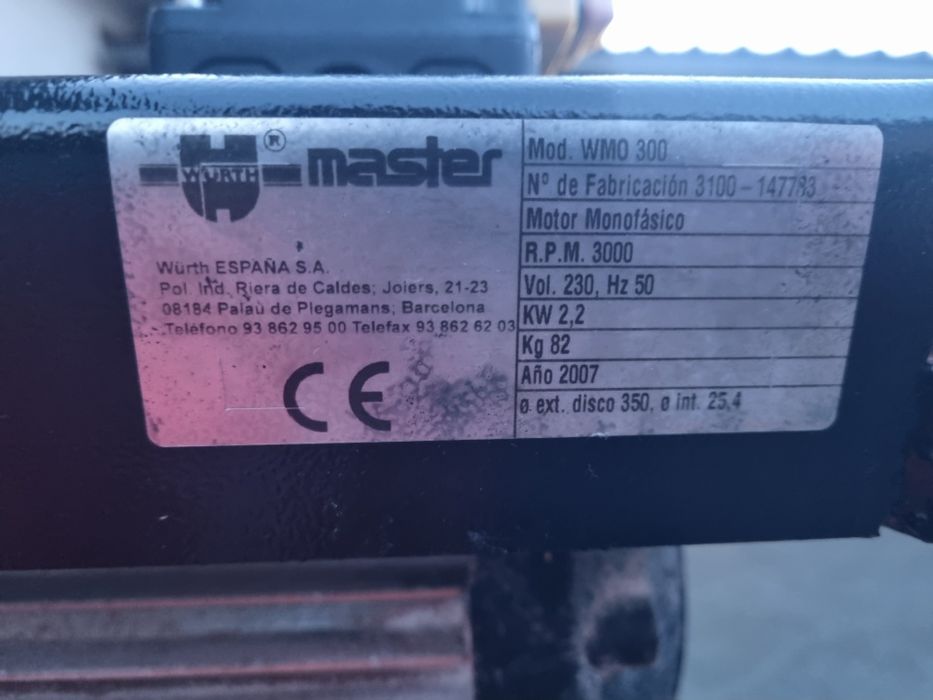 WÜRTH ® master
Würth ESPAÑA S.A.
Pol. Ind. Riera de Caldes; Joiers, 21-23
08184 Palau de Plegamans; Barcelona
Teléfono 93 862 95 00 Telefax 93 862 62 03
CE
Mod. WMO 300
Nº de Fabricación 3100-147783
Motor Monofásico
R.P.M. 3000
Vol. 230, Hz 50
KW 2,2
Kg 82
Año 2007
ø ext. disco 350, ø int. 25,4